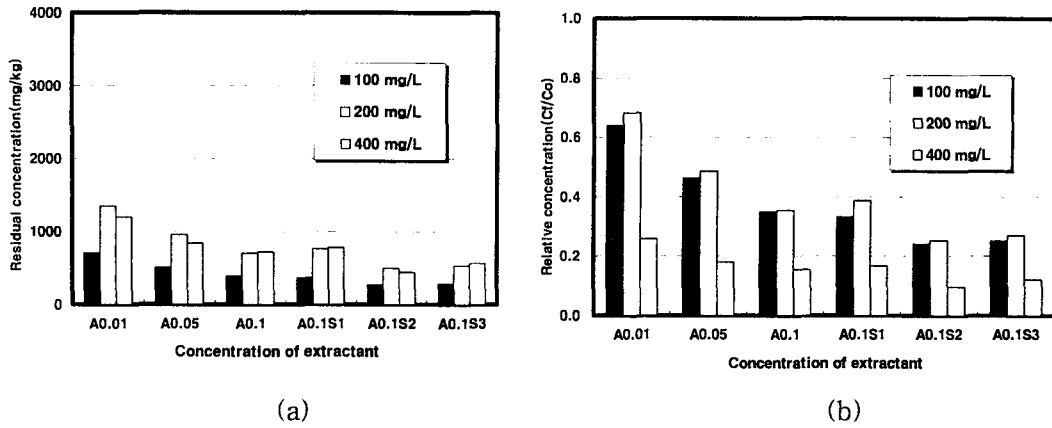 4000
3000
2000
1000
0
Residual concentration(mg/kg)
100 mg/L
200 mg/L
400 mg/L
A0.01 A0.05 A0.1 A0.1S1 A0.1S2 A0.1S3
Concentration of extractant
(a)
1.0
0.8
0.6
0.4
0.2
0.0
Relative concentration(Cf/Co)
100 mg/L
200 mg/L
400 mg/L
A0.01 A0.05 A0.1 A0.1S1 A0.1S2 A0.1S3
Concentration of extractant
(b)